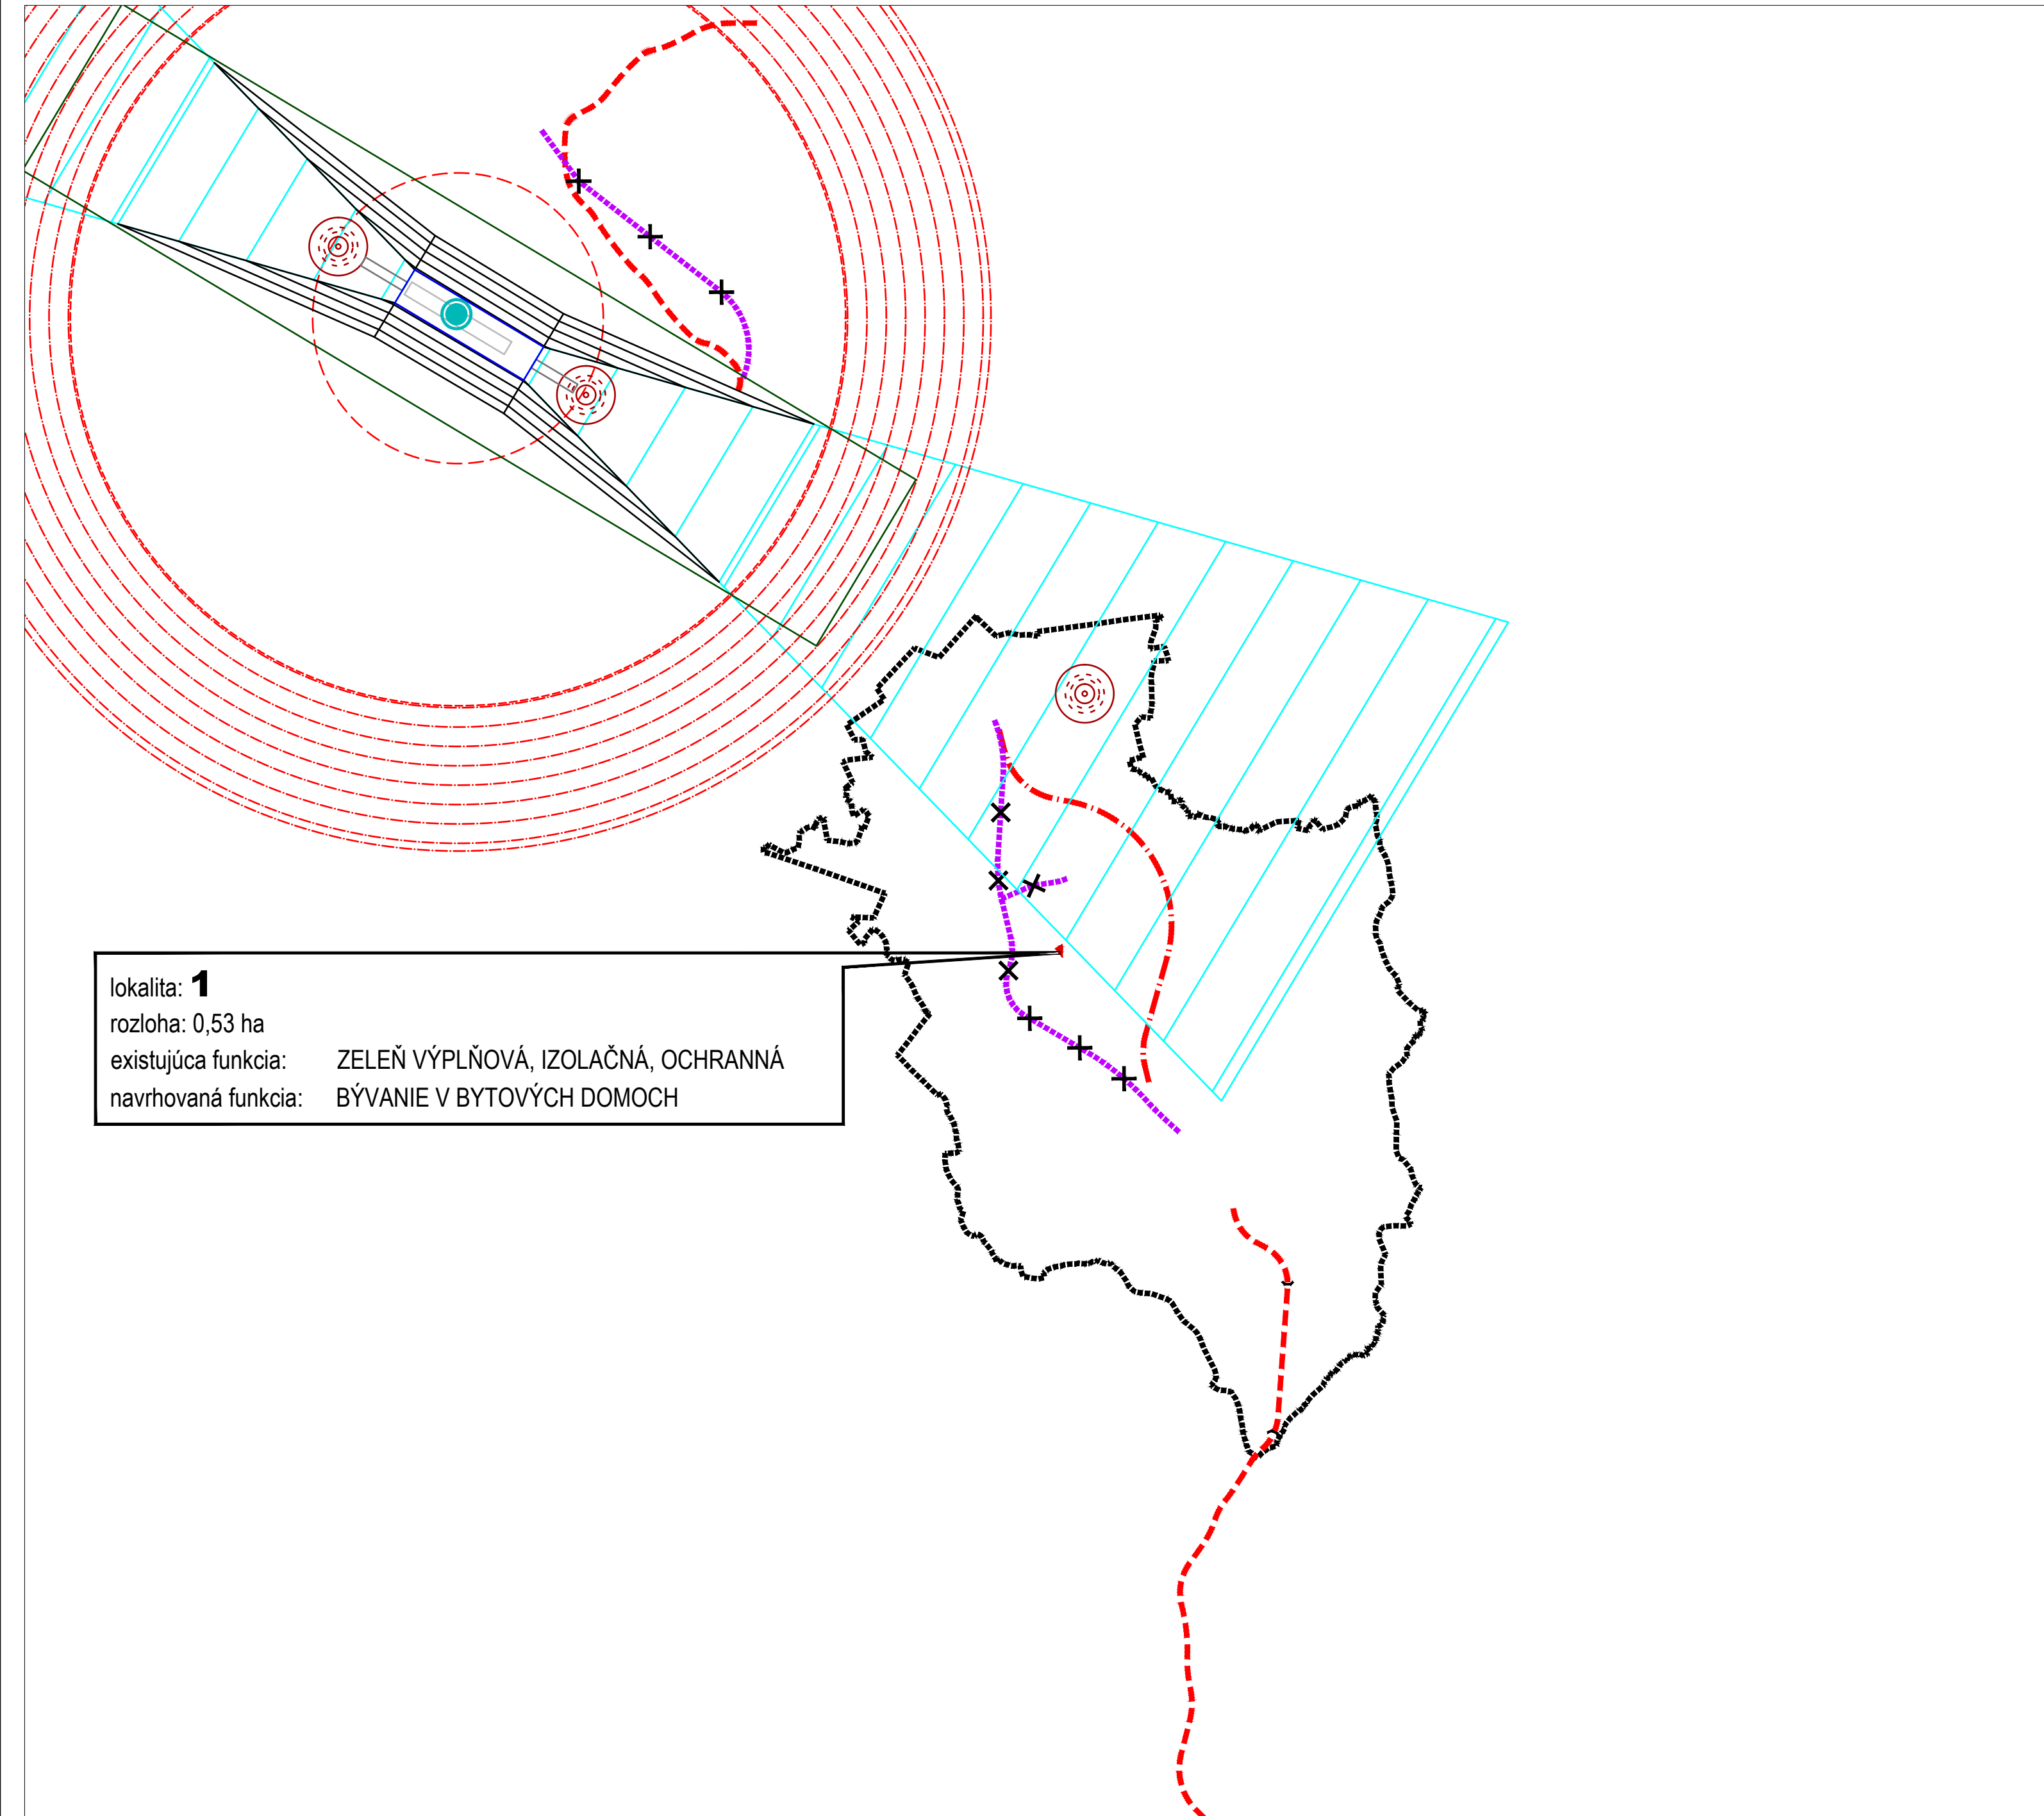 lokalita: 1
rozloha: 0,53 ha
existujúca funkcia: ZELEŇ VÝPLŇOVÁ, IZOLAČNÁ, OCHRANNÁ
navrhovaná funkcia: BÝVANIE V BYTOVÝCH DOMOCH